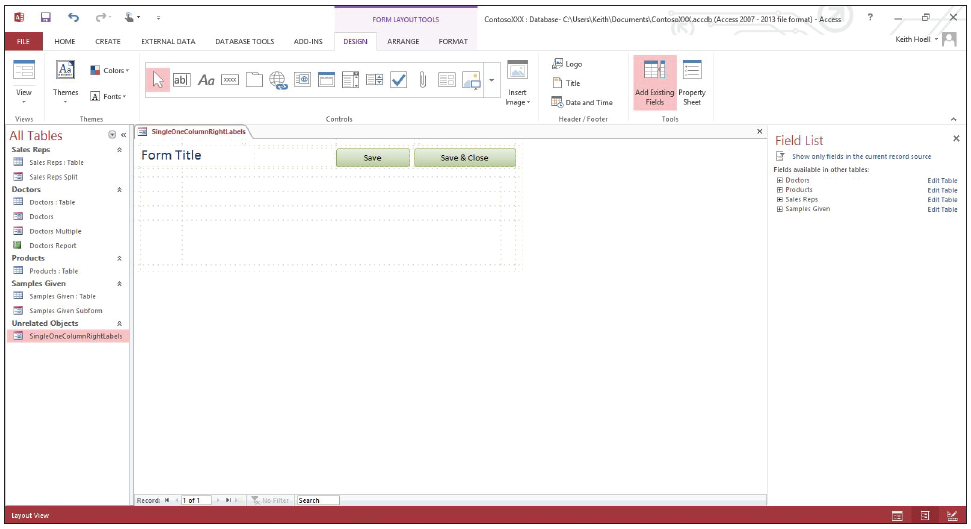 FORM LAYOUT TOOLS
ContosoXXX : Database- C:\Users\Keith\Documents\ContosoXXX.accdb (Access 2007 - 2013 file format) - Access
?
FILE HOME CREATE EXTERNAL DATA DATABASE TOOLS ADD-INS DESIGN ARRANGE FORMAT
Keith Hoell
View
Views
Themes
Aa
Colors
A Fonts
Themes
ab|
Aa
xxxx
Controls
Insert
Image
Logo
Title
Date and Time
Header / Footer
Add Existing
Fields
Property
Sheet
Tools
All Tables
Sales Reps
Sales Reps : Table
Sales Reps Split
Doctors
Doctors : Table
Doctors
Doctors Multiple
Doctors Report
Products
Products : Table
Samples Given
Samples Given : Table
Samples Given Subform
Unrelated Objects
SingleOneColumnRightLabels
SingleOneColumnRightLabels
Form Title
Save
Save & Close
Record: 1 of 1 No Filter Search
Field List
Show only fields in the current record source
Fields available in other tables:
Doctors Edit Table
Products Edit Table
Sales Reps Edit Table
Samples Given Edit Table
Layout View